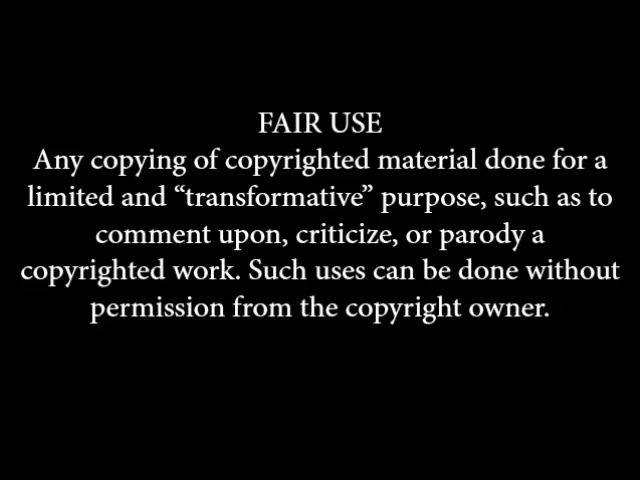 FAIR USE
Any copying of copyrighted material done for a
limited and “transformative” purpose, such as to
comment upon, criticize, or parody a
copyrighted work. Such uses can be done without
permission from the copyright owner.